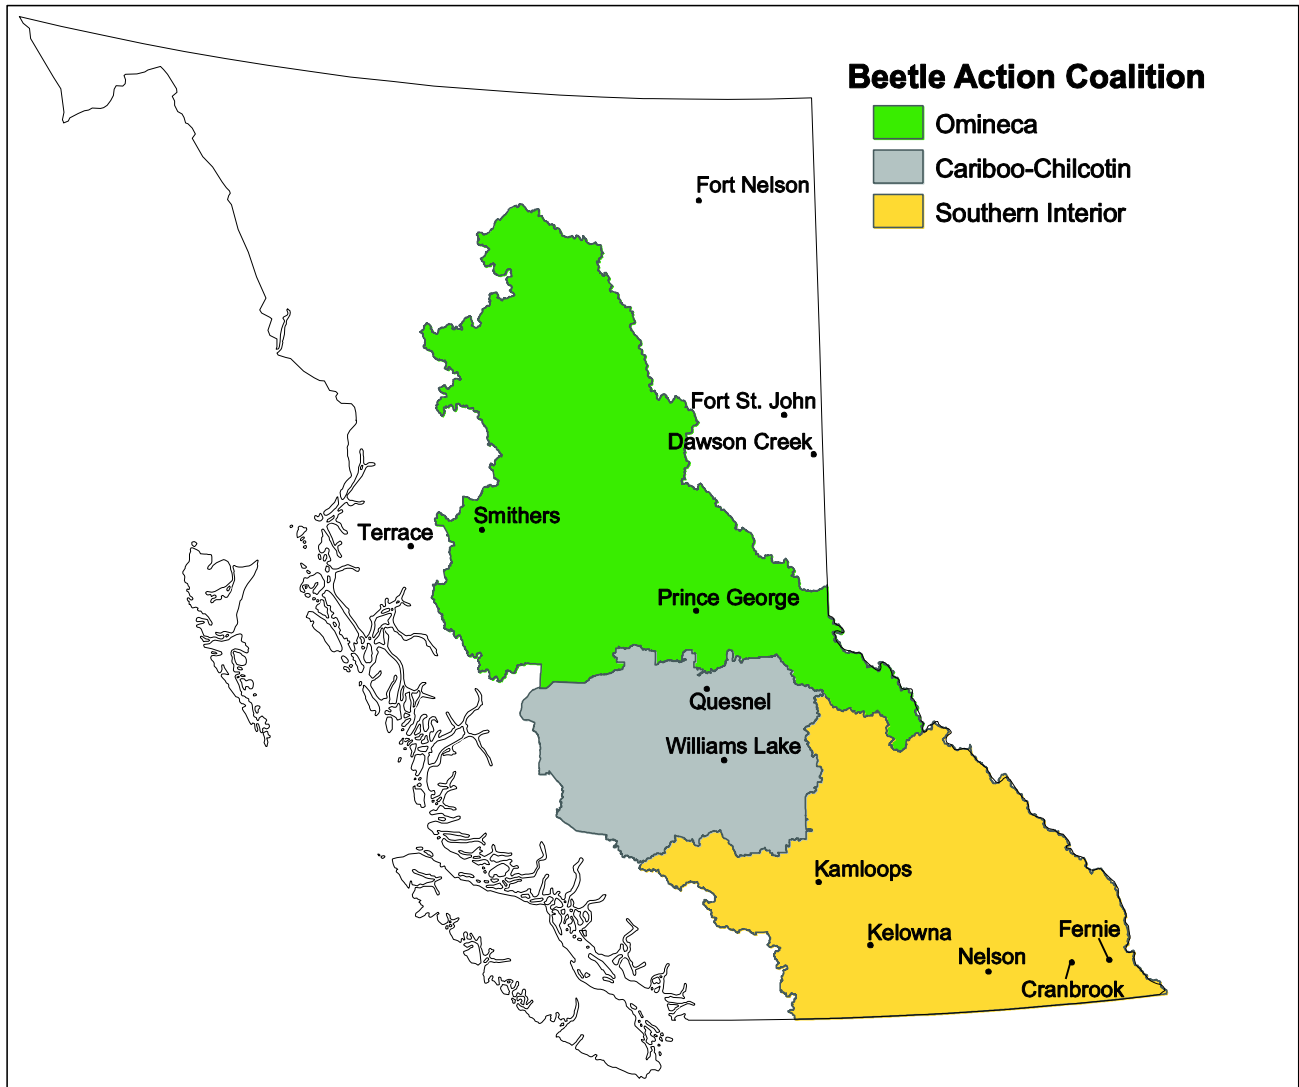 Beetle Action Coalition
Omineca
Cariboo-Chilcotin
Southern Interior
Fort Nelson
Fort St. John
Dawson Creek
Smithers
Terrace
Prince George
Quesnel
Williams Lake
Kamloops
Kelowna
Fernie
Nelson
Cranbrook